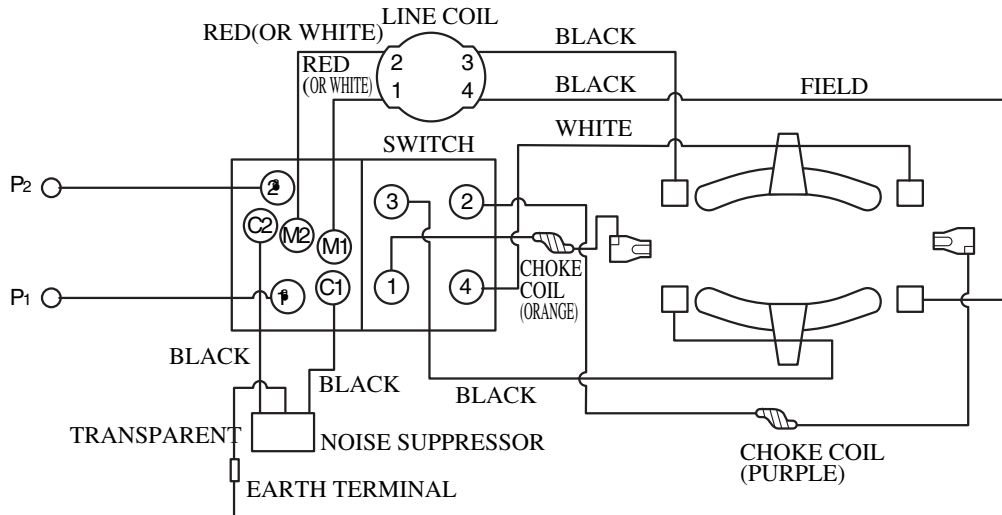 LINE COIL
RED(OR WHITE)
RED
(OR WHITE)
2
3
1
4
BLACK
BLACK
FIELD
WHITE
SWITCH
P2
P1
2
C2
M2
M1
1
C1
3
2
1
4
CHOKE
COIL
(ORANGE)
BLACK
BLACK
BLACK
TRANSPARENT
NOISE SUPPRESSOR
EARTH TERMINAL
CHOKE COIL
(PURPLE)